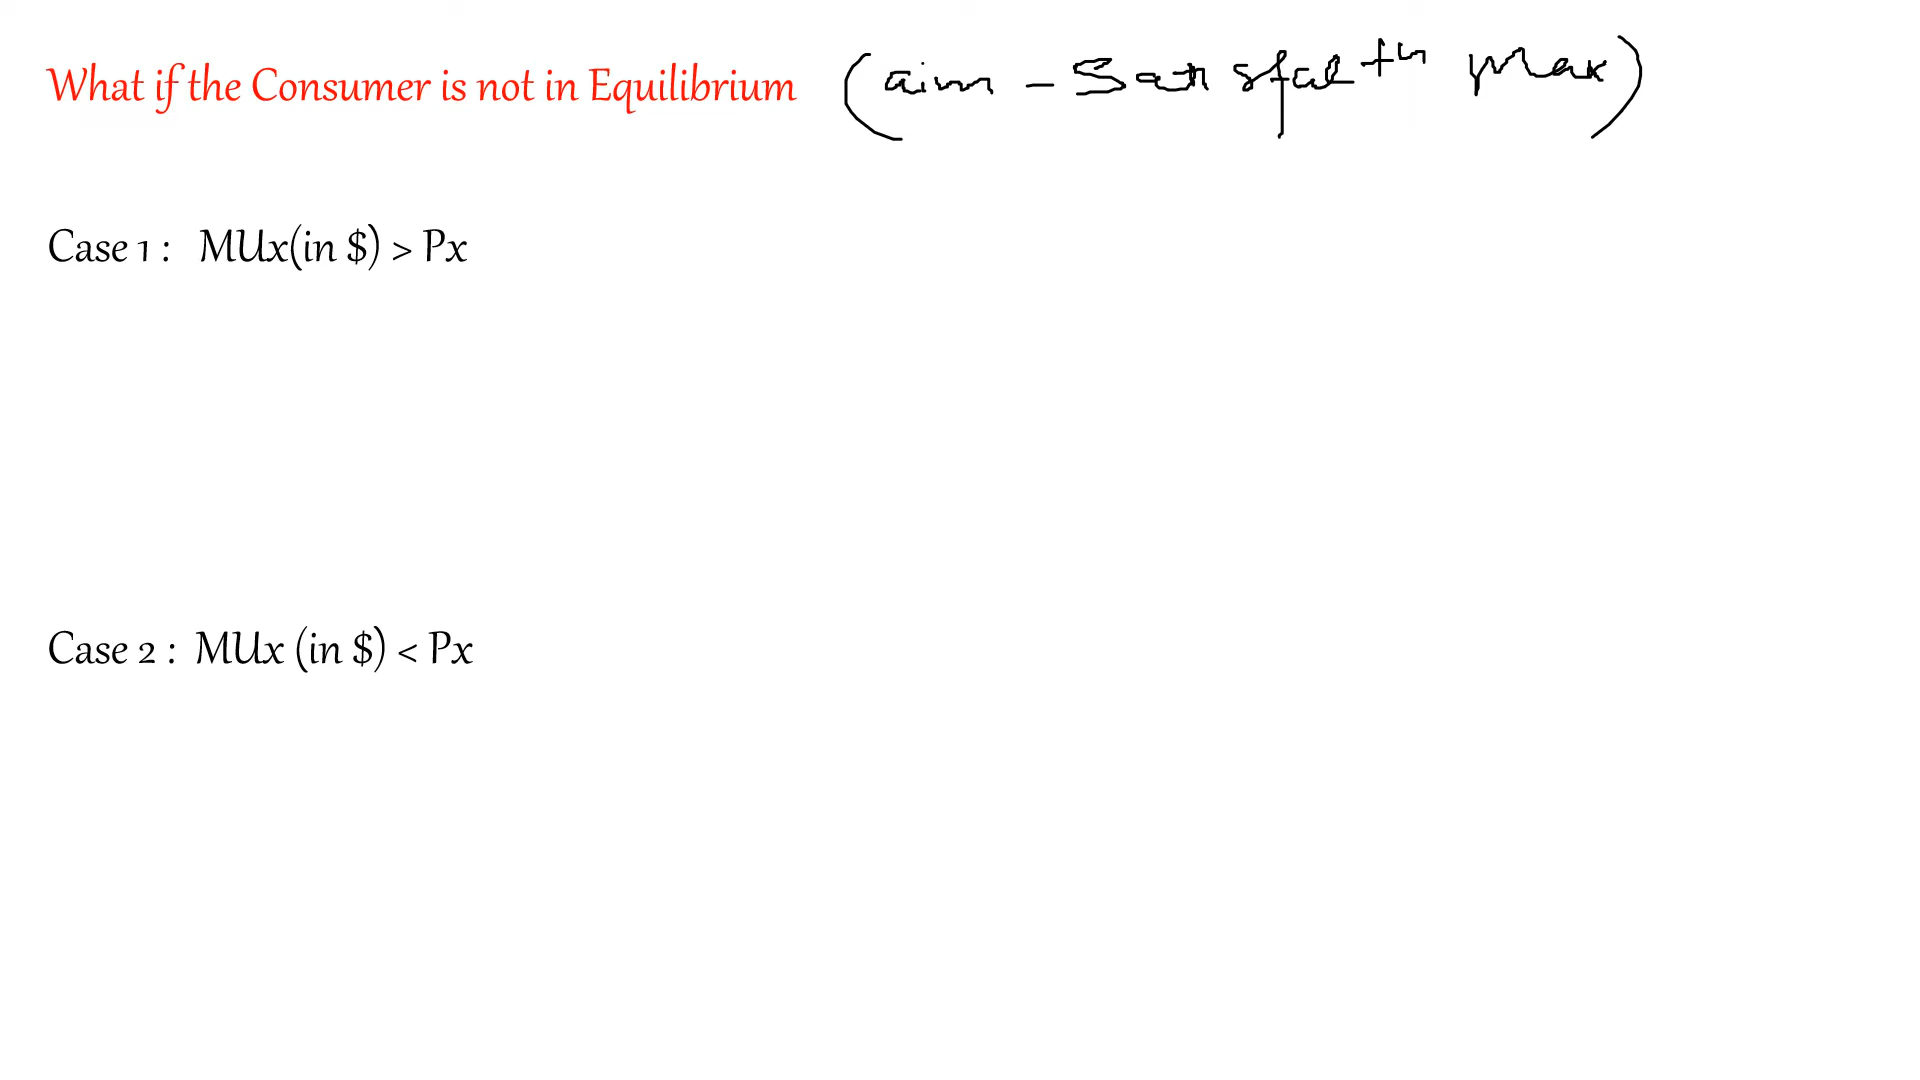 What if the Consumer is not in Equilibrium (aim - Satisfactn Max)
Case 1 : MUx(in $) > Px
Case 2 : MUx (in $) < Px